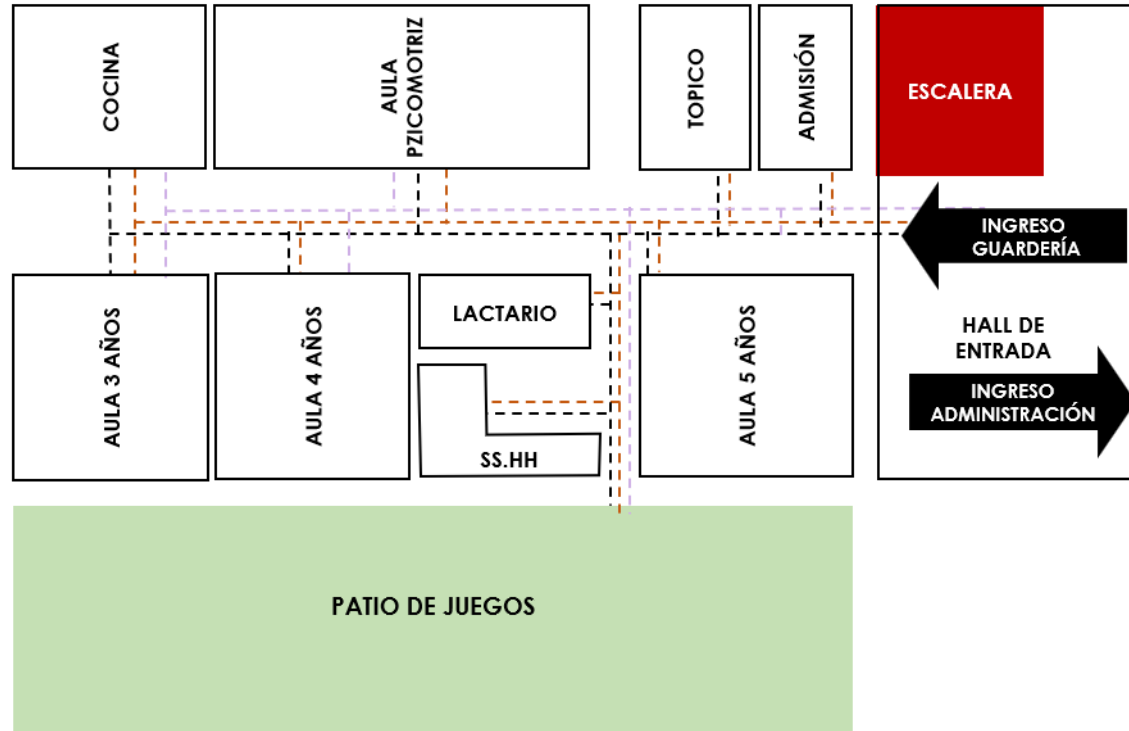 COCINA
AULA
PZICOMOTRIZ
TOPICO
ADMISIÓN
ESCALERA
INGRESO
GUARDERÍA
AULA 3 AÑOS
AULA 4 AÑOS
LACTARIO
SS.HH
AULA 5 AÑOS
HALL DE
ENTRADA
INGRESO
ADMINISTRACIÓN
PATIO DE JUEGOS